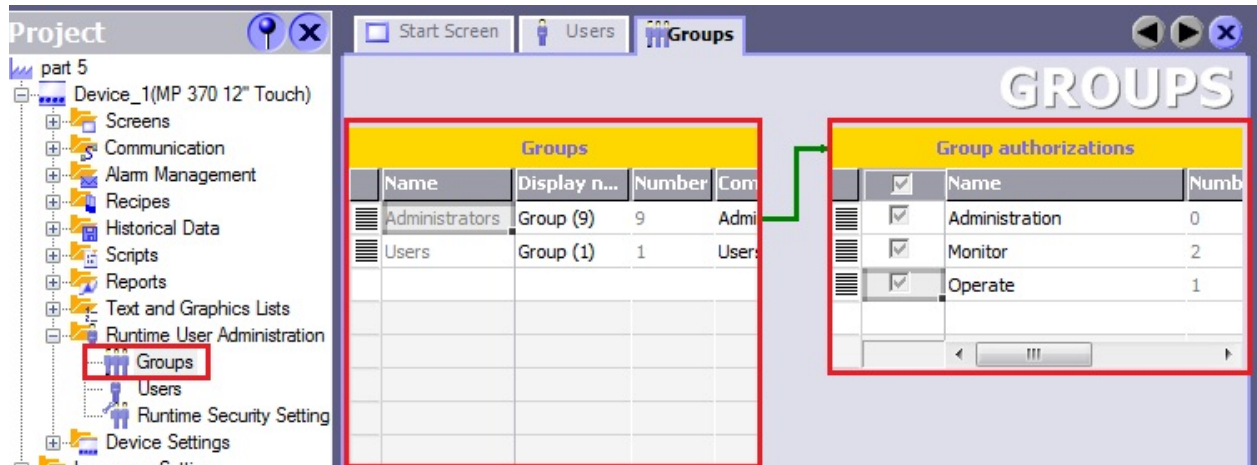 Project
part 5
Device_1(MP 370 12" Touch)
Screens
Communication
Alarm Management
Recipes
Historical Data
Scripts
Reports
Text and Graphics Lists
Runtime User Administration
Groups
Users
Runtime Security Setting
Device Settings
Start Screen Users Groups
GROUPS
Groups
Name Display n... Number Com
Administrators Group (9) 9 Admi
Users Group (1) 1 Users
Group authorizations
Name Numb
Administration 0
Monitor 2
Operate 1